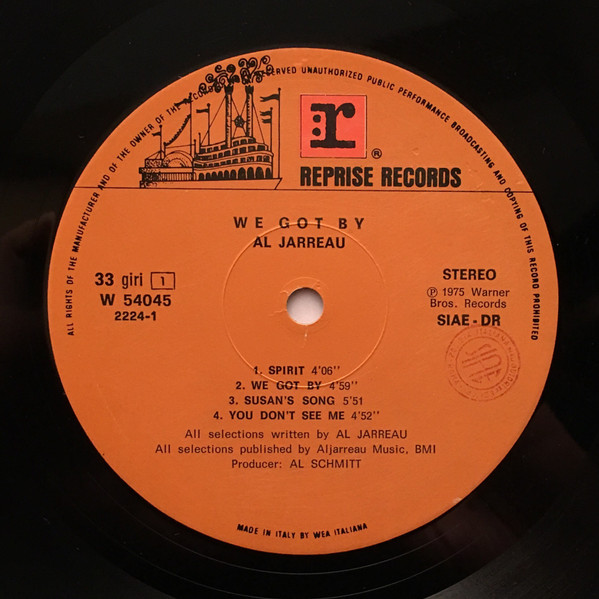 ALL RIGHTS OF THE MANUFACTURER AND OF THE OWNER OF THE RECORDED
RESERVED UNAUTHORIZED PUBLIC PERFORMANCE BROADCASTING AND COPYING OF THIS RECORD PROHIBITED
r
®
REPRISE RECORDS
WE GOT BY
AL JARREAU
33 giri 1
W 54045
2224-1
STEREO
℗ 1975 Warner
Bros. Records
SIAE - DR
1. SPIRIT 4'06''
2. WE GOT BY 4'59''
3. SUSAN'S SONG 5'51
4. YOU DON'T SEE ME 4'52''
All selections written by AL JARREAU
All selections published by Aljarreau Music, BMI
Producer: AL SCHMITT
MADE IN ITALY BY WEA ITALIANA